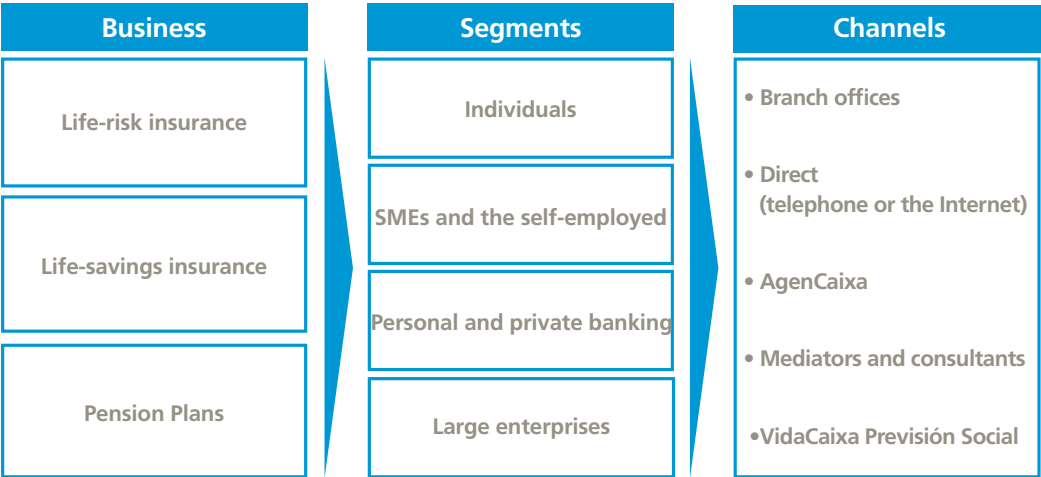 Business
Life-risk insurance
Life-savings insurance
Pension Plans
Segments
Individuals
SMEs and the self-employed
Personal and private banking
Large enterprises
Channels
• Branch offices
• Direct
(telephone or the Internet)
• AgenCaixa
• Mediators and consultants
•VidaCaixa Previsión Social